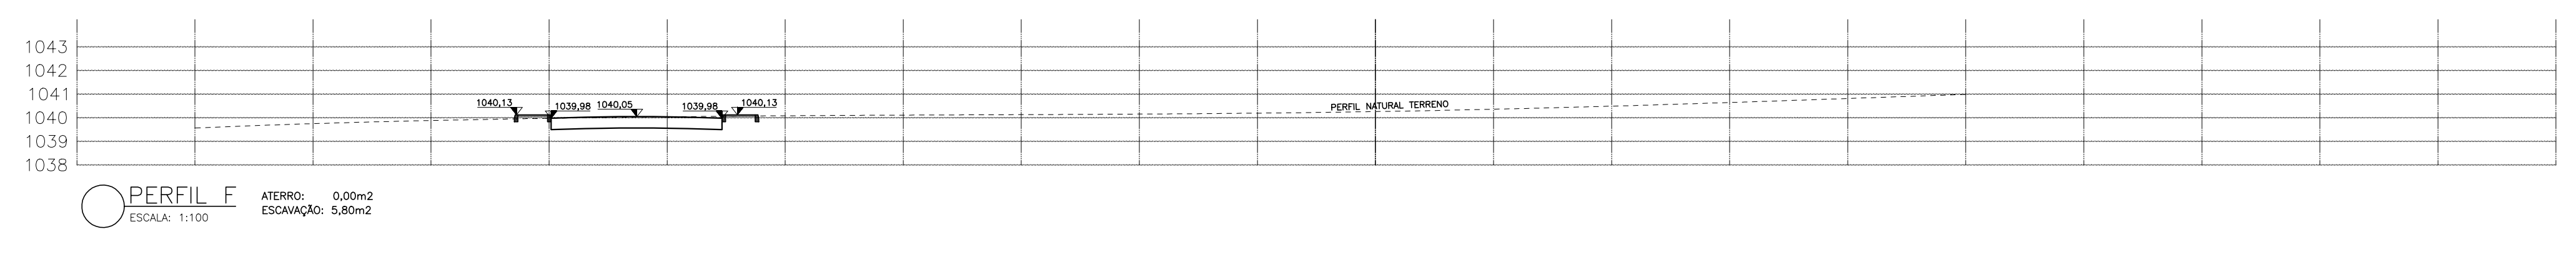 1043
1042
1041
1040
1039
1038
1040,13
1039,98
1040,05
1039,98
1040,13
PERFIL NATURAL TERRENO
PERFIL F
ESCALA: 1:100
ATERRO: 0,00m2
ESCAVAÇÃO: 5,80m2